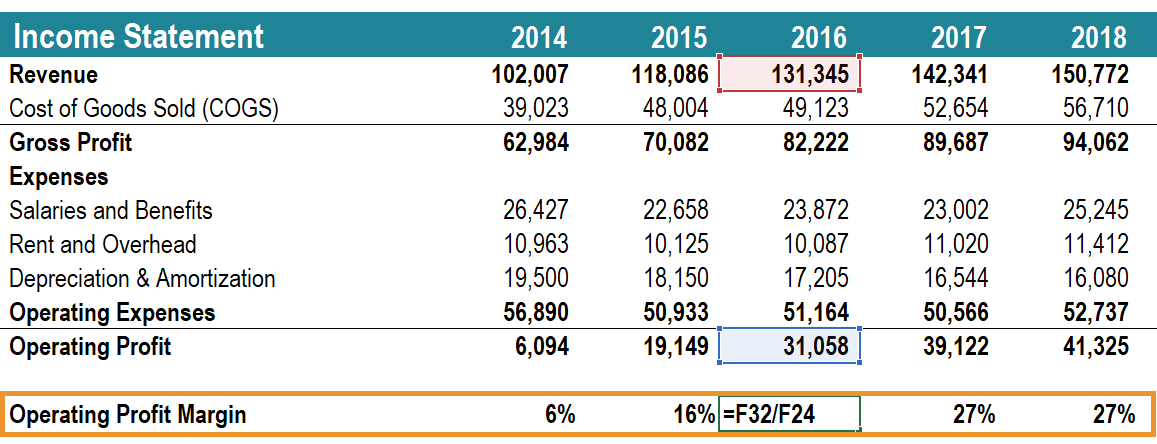 Income Statement 2014 2015 2016 2017 2018
Revenue 102,007 118,086 131,345 142,341 150,772
Cost of Goods Sold (COGS) 39,023 48,004 49,123 52,654 56,710
Gross Profit 62,984 70,082 82,222 89,687 94,062
Expenses
Salaries and Benefits 26,427 22,658 23,872 23,002 25,245
Rent and Overhead 10,963 10,125 10,087 11,020 11,412
Depreciation & Amortization 19,500 18,150 17,205 16,544 16,080
Operating Expenses 56,890 50,933 51,164 50,566 52,737
Operating Profit 6,094 19,149 31,058 39,122 41,325
Operating Profit Margin 6% 16% =F32/F24 27% 27%